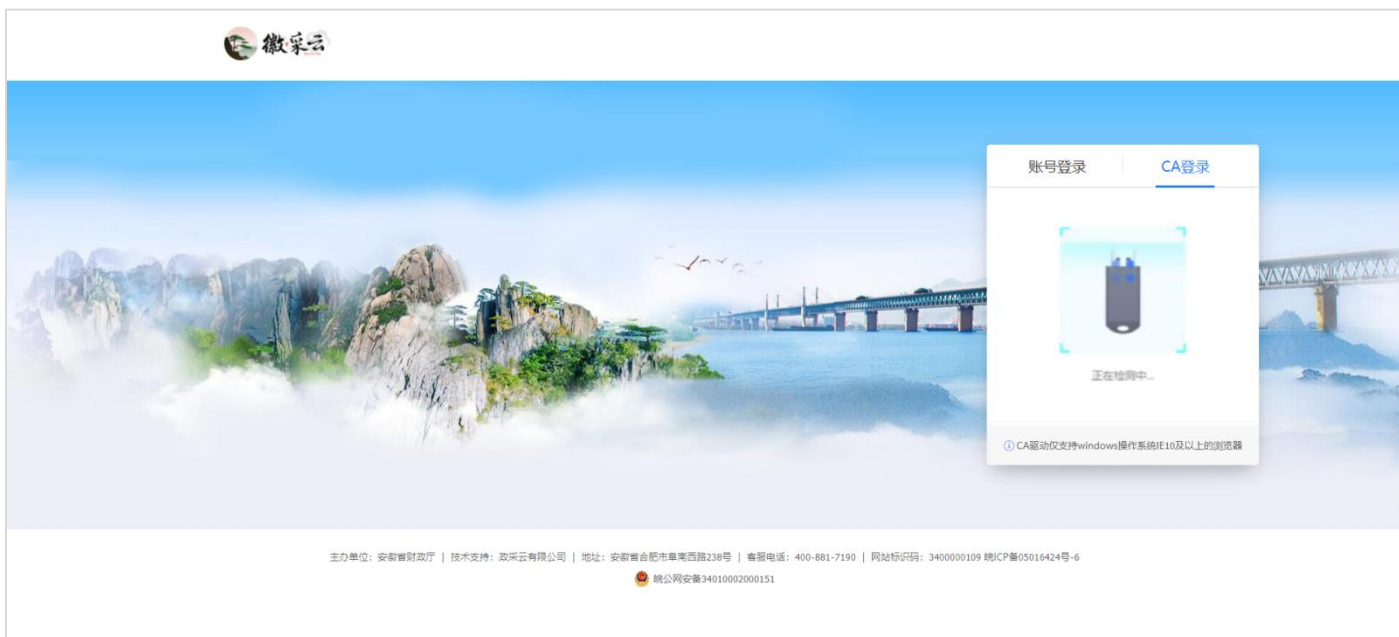 徽采云
账号登录 CA登录
正在检测中...
CA驱动仅支持windows操作系统IE10及以上的浏览器
主办单位：安徽省财政厅 | 技术支持：政采云有限公司 | 地址：安徽省合肥市阜南西路238号 | 客服电话：400-881-7190 | 网站标识码：3400000109 皖ICP备05016424号-6
皖公网安备34010002000151